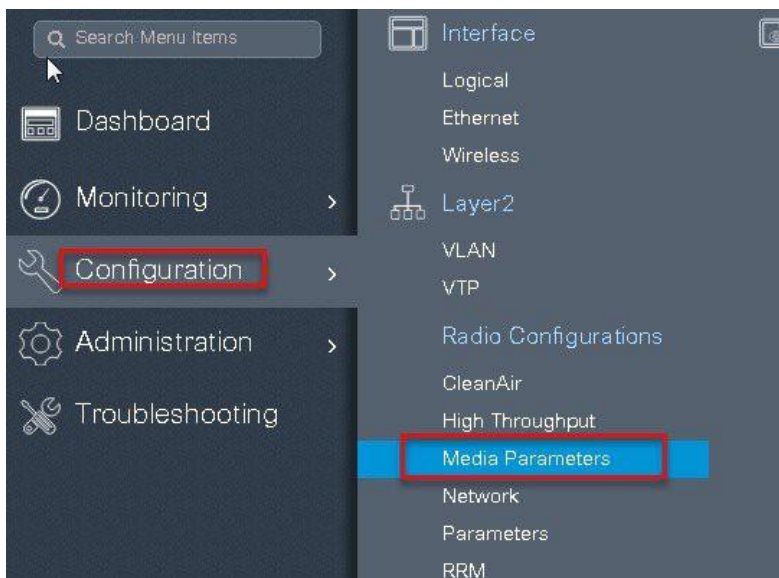 Search Menu Items
Dashboard
Monitoring
Configuration
Administration
Troubleshooting
Interface
Logical
Ethernet
Wireless
Layer2
VLAN
VTP
Radio Configurations
CleanAir
High Throughput
Media Parameters
Network
Parameters
RRM